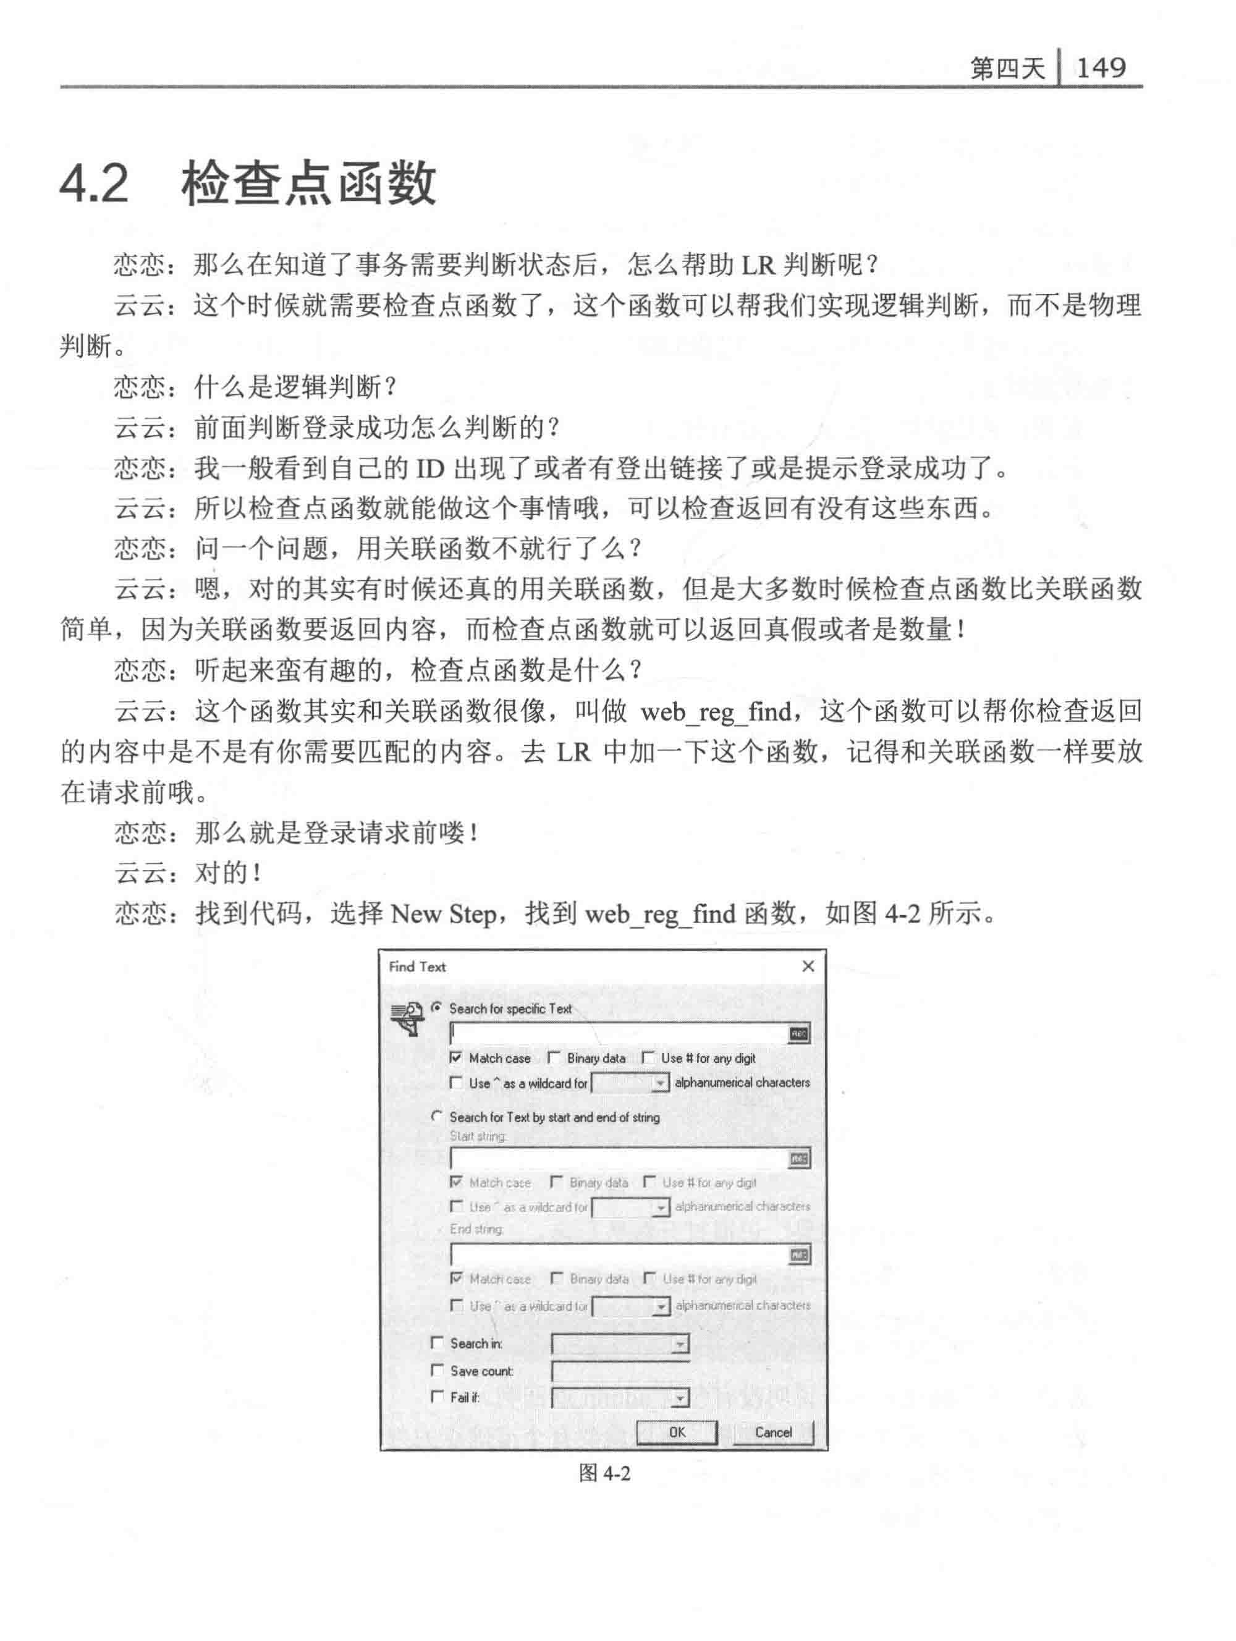 第四天 149
4.2 检查点函数
恋恋：那么在知道了事务需要判断状态后，怎么帮助 LR 判断呢？
云云：这个时候就需要检查点函数了，这个函数可以帮我们实现逻辑判断，而不是物理
判断。
恋恋：什么是逻辑判断？
云云：前面判断登录成功怎么判断的？
恋恋：我一般看到自己的 ID 出现了或者有登出链接了或是提示登录成功了。
云云：所以检查点函数就能做这个事情哦，可以检查返回有没有这些东西。
恋恋：问一个问题，用关联函数不就行了么？
云云：嗯，对的其实有时候还真的用关联函数，但是大多数时候检查点函数比关联函数
简单，因为关联函数要返回内容，而检查点函数就可以返回真假或者是数量！
恋恋：听起来蛮有趣的，检查点函数是什么？
云云：这个函数其实和关联函数很像，叫做 web_reg_find，这个函数可以帮你检查返回
的内容中是不是有你需要匹配的内容。去 LR 中加一下这个函数，记得和关联函数一样要放
在请求前哦。
恋恋：那么就是登录请求前喽！
云云：对的！
恋恋：找到代码，选择 New Step，找到 web_reg_find 函数，如图 4-2 所示。
Find Text
Search for specific Text
ABC
Match case Binary data Use # for any digit
Use ^ as a wildcard for alphanumerical characters
Search for Text by start and end of string
Start string:
ABC
Match case Binary data Use # for any digit
Use ^ as a wildcard for alphanumerical characters
End string:
ABC
Match case Binary data Use # for any digit
Use ^ as a wildcard for alphanumerical characters
Search in:
Save count:
Fail if:
OK Cancel
图 4-2